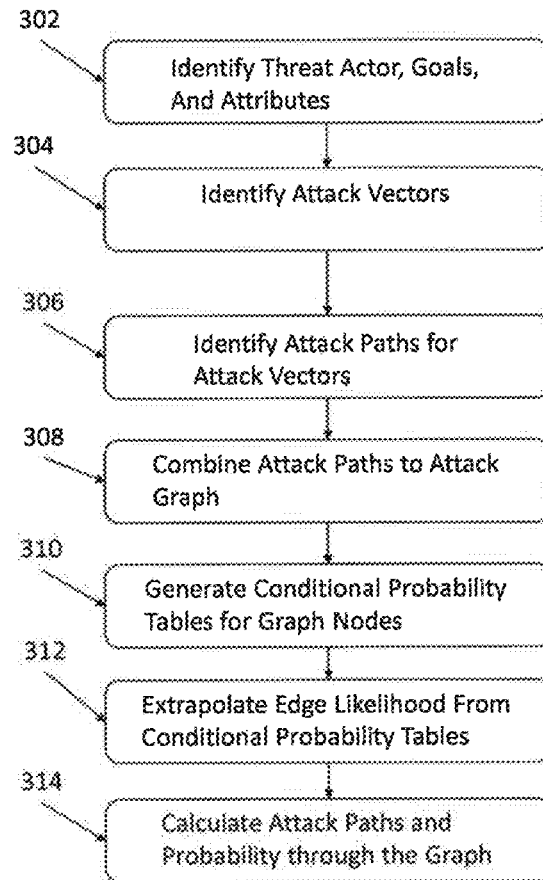 302
Identify Threat Actor, Goals,
And Attributes
304
Identify Attack Vectors
306
Identify Attack Paths for
Attack Vectors
308
Combine Attack Paths to Attack
Graph
310
Generate Conditional Probability
Tables for Graph Nodes
312
Extrapolate Edge Likelihood From
Conditional Probability Tables
314
Calculate Attack Paths and
Probability through the Graph